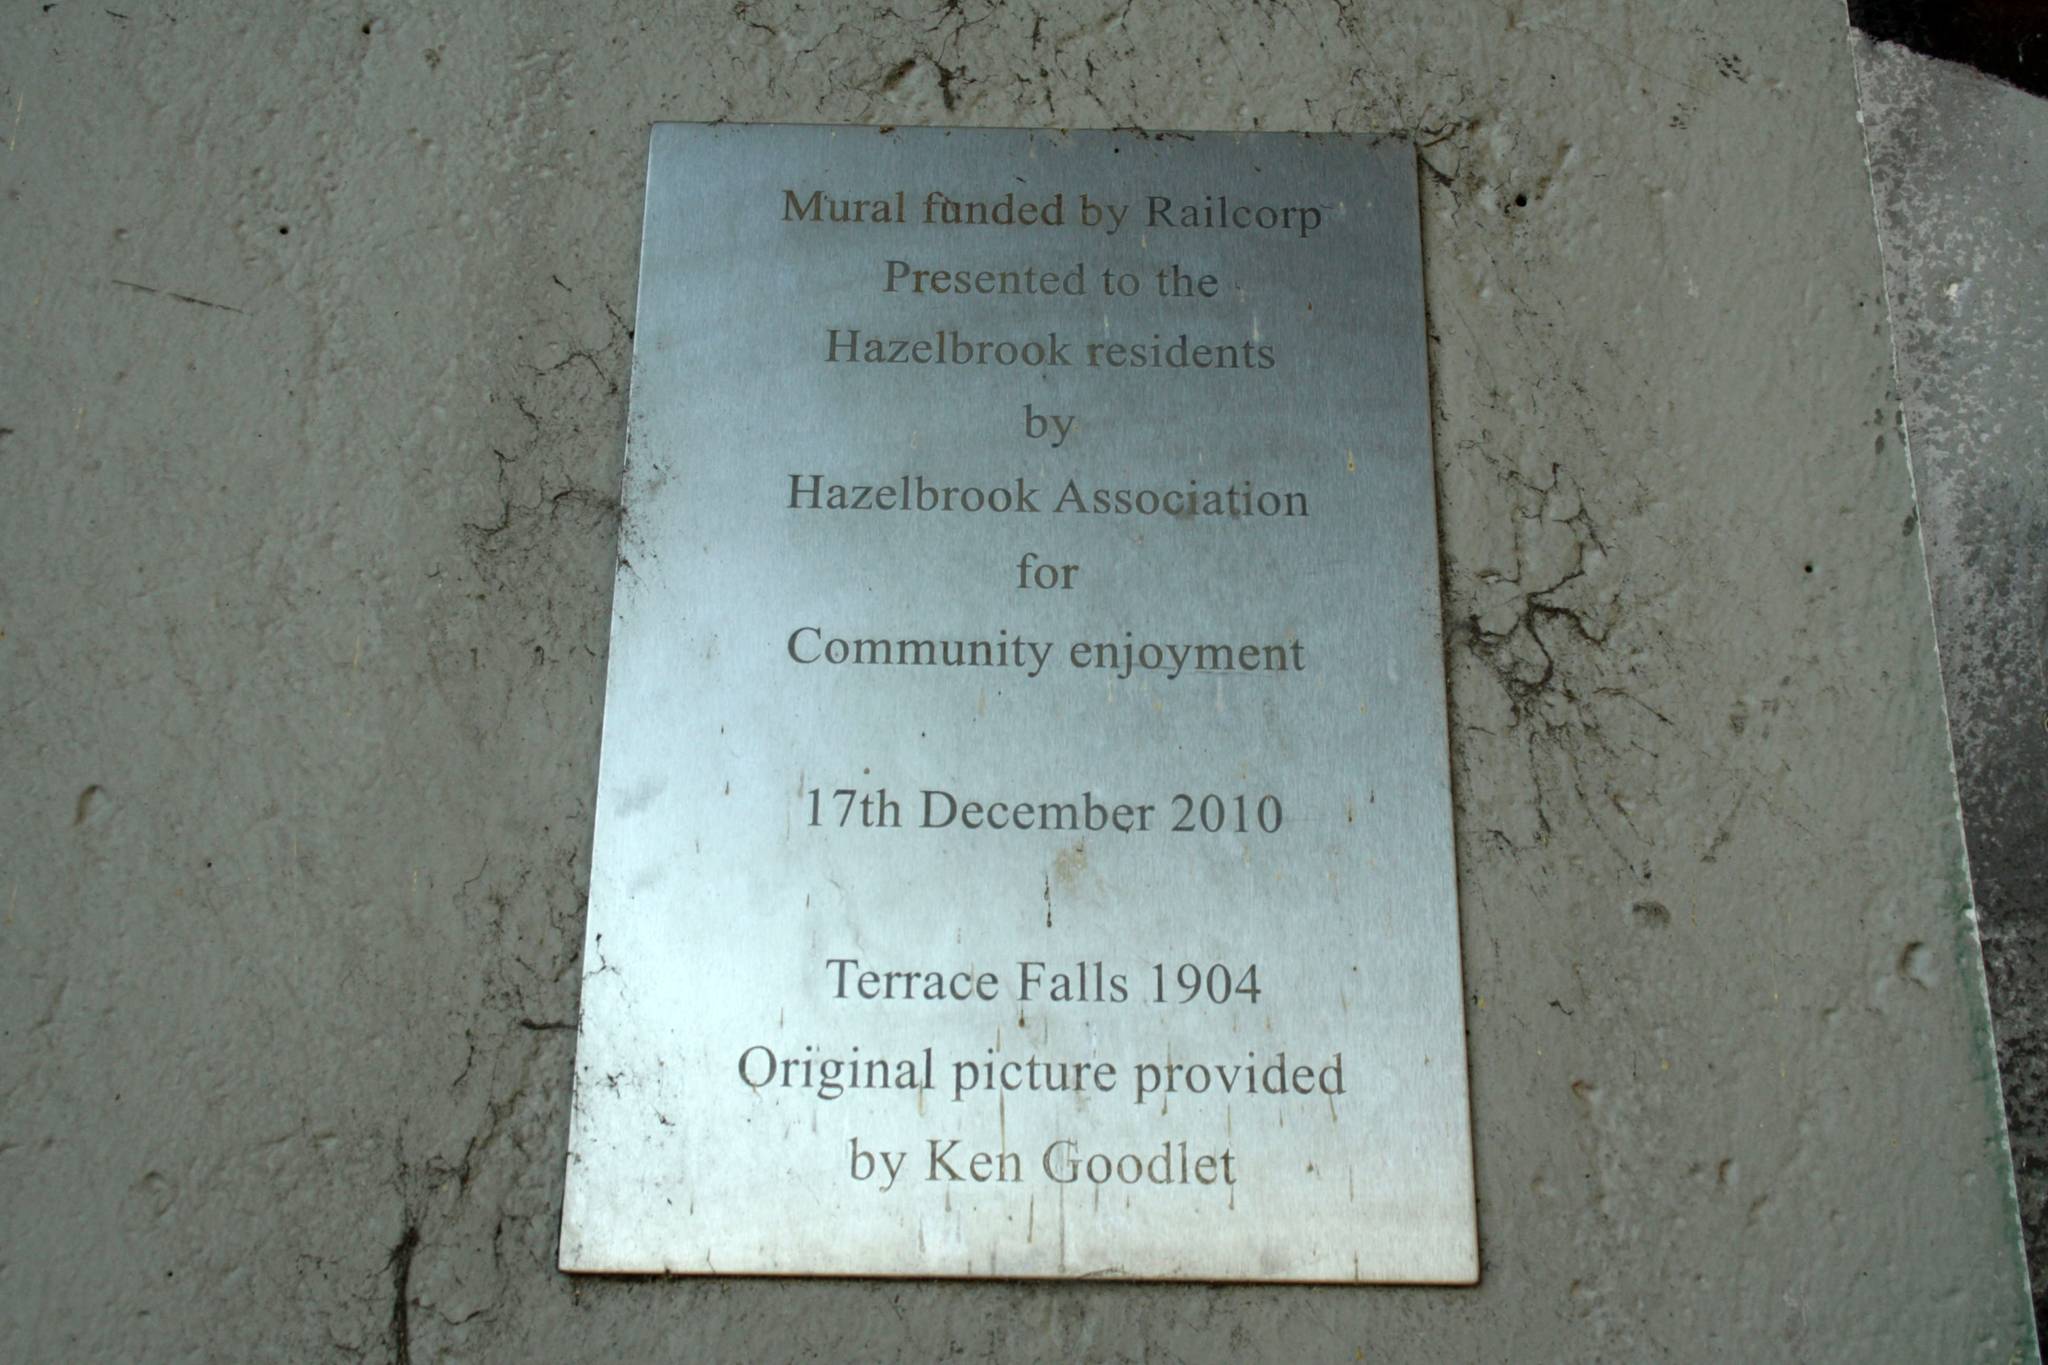 Mural funded by Railcorp
Presented to the
Hazelbrook residents
by
Hazelbrook Association
for
Community enjoyment
17th December 2010
Terrace Falls 1904
Original picture provided
by Ken Goodlet